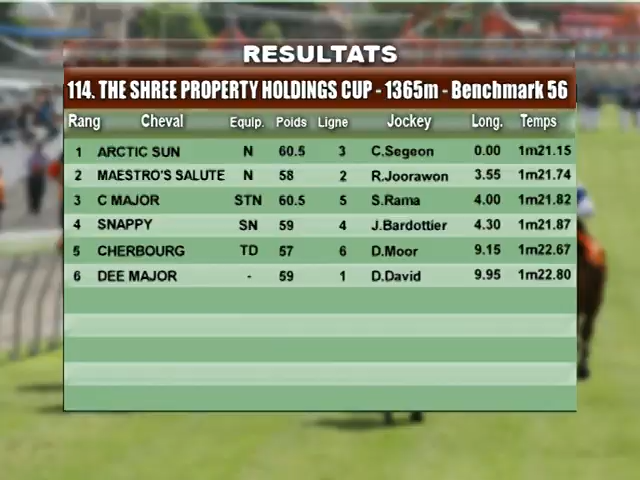 RESULTATS
114. THE SHREE PROPERTY HOLDINGS CUP - 1365m - Benchmark 56
Rang Cheval Equip. Poids Ligne Jockey Long. Temps
1 ARCTIC SUN N 60.5 3 C.Segeon 0.00 1m21.15
2 MAESTRO'S SALUTE N 58 2 R.Joorawon 3.55 1m21.74
3 C MAJOR STN 60.5 5 S.Rama 4.00 1m21.82
4 SNAPPY SN 59 4 J.Bardottier 4.30 1m21.87
5 CHERBOURG TD 57 6 D.Moor 9.15 1m22.67
6 DEE MAJOR - 59 1 D.David 9.95 1m22.80